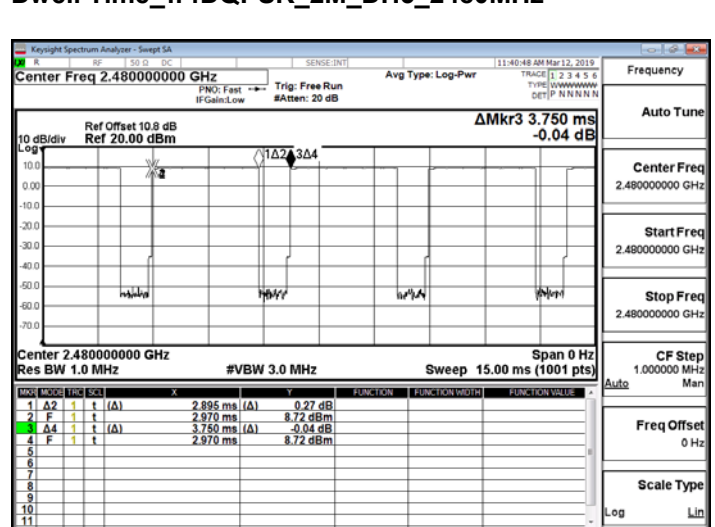 Keysight Spectrum Analyzer - Swept SA
R RF 50 Ω DC SENSE:INT 11:40:48 AM Mar 12, 2019
Center Freq 2.480000000 GHz
PNO: Fast
IFGain:Low
Trig: Free Run
#Atten: 20 dB
Avg Type: Log-Pwr
TRACE 1 2 3 4 5 6
TYPE WWWWWW
DET P N N N N N
Frequency
Auto Tune
Center Freq
2.480000000 GHz
Start Freq
2.480000000 GHz
Stop Freq
2.480000000 GHz
CF Step
1.000000 MHz
Auto Man
Freq Offset
0 Hz
Scale Type
Log Lin
ΔMkr3 3.750 ms
-0.04 dB
Ref Offset 10.8 dB
10 dB/div Ref 20.00 dBm
Log
10.0
0.00
-10.0
-20.0
-30.0
-40.0
-50.0
-60.0
-70.0
1Δ2 3Δ4
Center 2.480000000 GHz Span 0 Hz
Res BW 1.0 MHz #VBW 3.0 MHz Sweep 15.00 ms (1001 pts)
MKR MODE TRC SCL X Y FUNCTION FUNCTION WIDTH FUNCTION VALUE
1 Δ2 1 t (Δ) 2.895 ms (Δ) 0.27 dB
2 F 1 t 2.970 ms 8.72 dBm
3 Δ4 1 t (Δ) 3.750 ms (Δ) -0.04 dB
4 F 1 t 2.970 ms 8.72 dBm
5
6
7
8
9
10
11